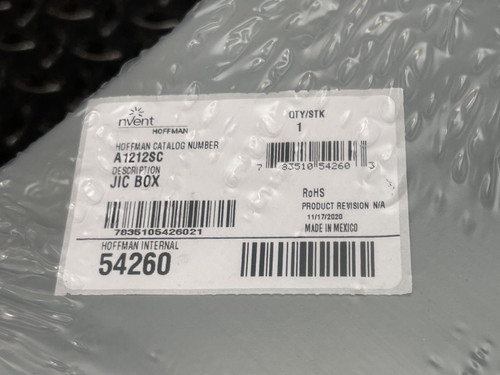 nvent
HOFFMAN
QTY/STK
1
HOFFMAN CATALOG NUMBER
A1212SC
DESCRIPTION
JIC BOX
7 83510 54260 3
7835105426021
RoHS
PRODUCT REVISION N/A
11/17/2020
MADE IN MEXICO
HOFFMAN INTERNAL
54260